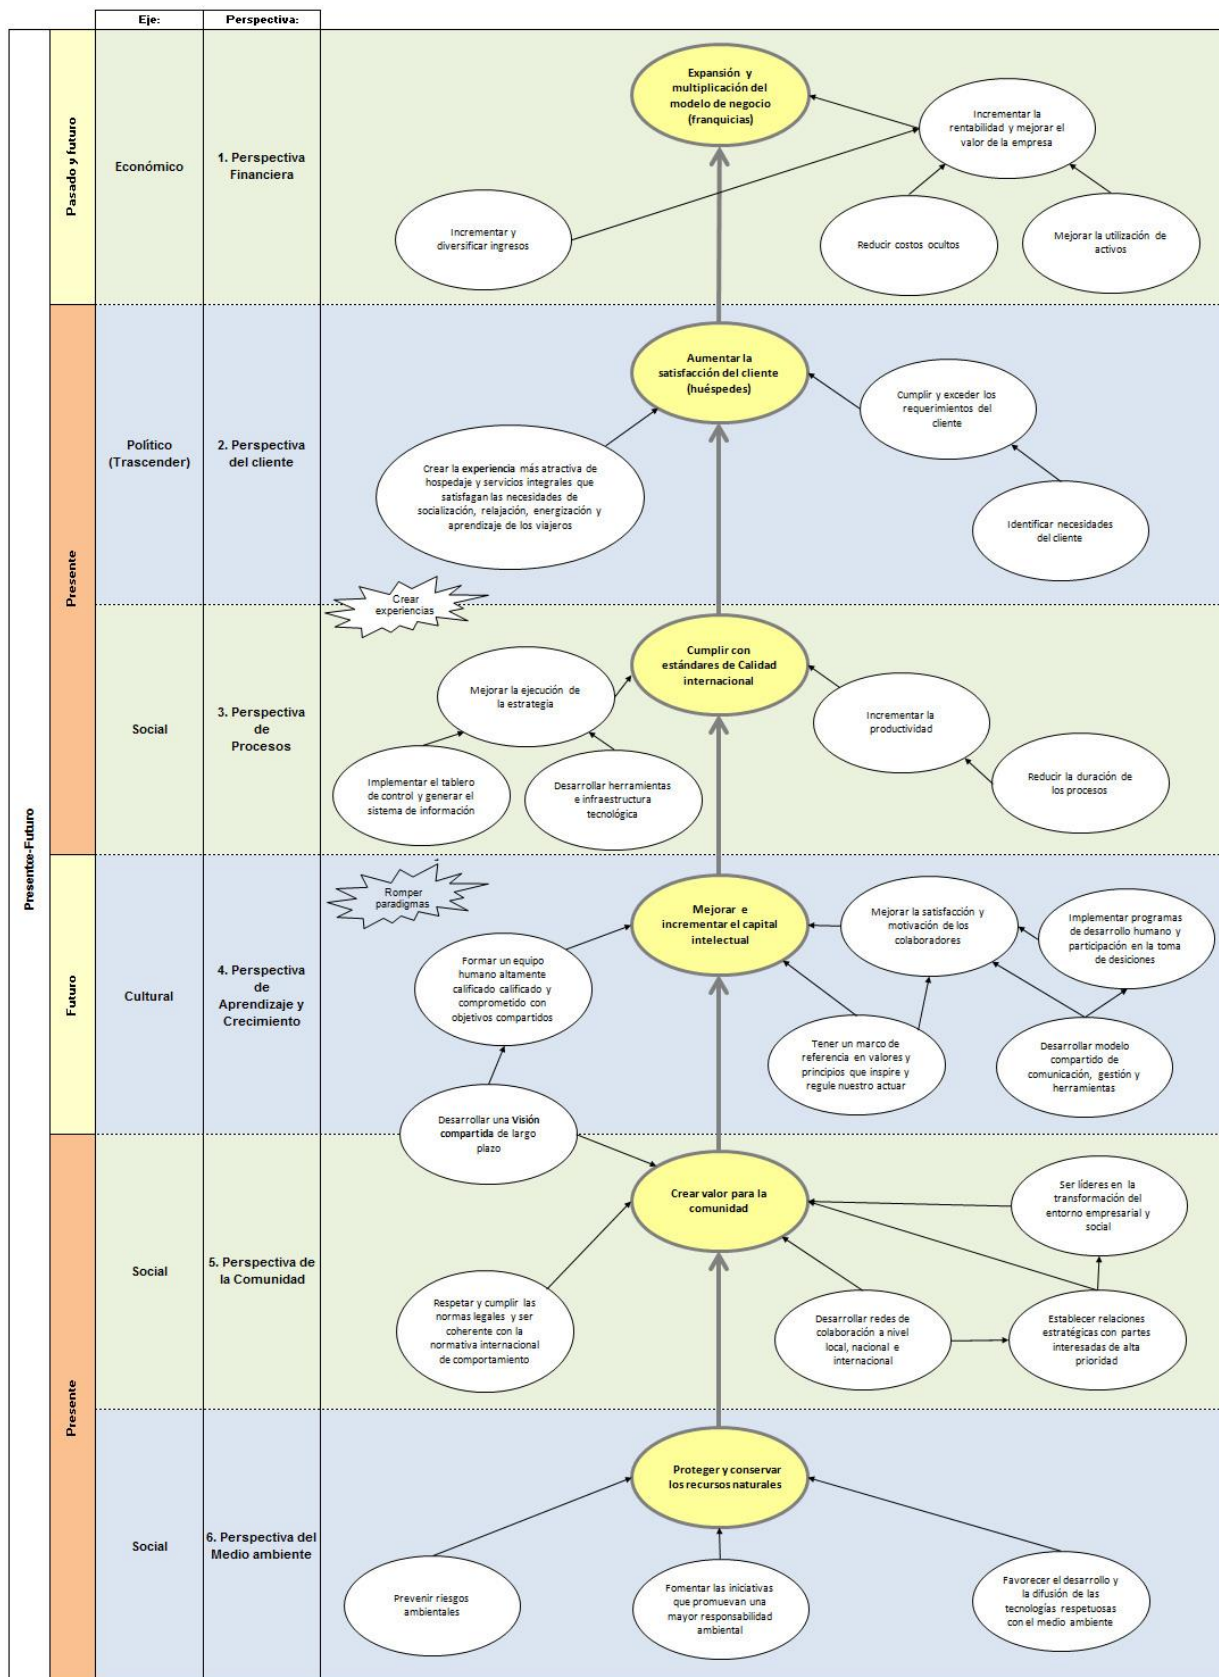 Eje:
Perspectiva:
Presentxe-Futuro
Pasado y futuro
Económico
1. Perspectiva
Financiera
Expansión y
multiplicación del
modelo de negocio
(franquicias)
Incrementar la
rentabilidad y mejorar el
valor de la empresa
Incrementar y
diversificar ingresos
Reducir costos ocultos
Mejorar la utilización de
activos
Presente
Político
(Trascender)
2. Perspectiva
del cliente
Aumentar la
satisfacción del cliente
(huéspedes)
Cumplir y exceder los
requerimientos del
cliente
Crear la experiencia más atractiva de
hospedaje y servicios integrales que
satisfagan las necesidades de
socialización, relajación, energización y
aprendizaje de los viajeros
Identificar necesidades
del cliente
Crear
experiencias
Social
3. Perspectiva
de
Procesos
Cumplir con
estándares de Calidad
internacional
Mejorar la ejecución de
la estrategia
Incrementar la
productividad
Implementar el tablero
de control y generar el
sistema de información
Desarrollar herramientas
e infraestructura
tecnológica
Reducir la duración de
los procesos
Futuro
Cultural
4. Perspectiva
de
Aprendizaje y
Crecimiento
Romper
paradigmas
Mejorar e
incrementar el capital
intelectual
Mejorar la satisfacción y
motivación de los
colaboradores
Implementar programas
de desarrollo humano y
participación en la toma
de desiciones
Formar un equipo
humano altamente
calificado calificado y
comprometido con
objetivos compartidos
Tener un marco de
referencia en valores y
principios que inspire y
regule nuestro actuar
Desarrollar modelo
compartido de
comunicación, gestión y
herramientas
Desarrollar una Visión
compartida de largo
plazo
Presente
Social
5. Perspectiva de
la Comunidad
Crear valor para la
comunidad
Ser líderes en la
transformación del
entorno empresarial y
social
Respetar y cumplir las
normas legales y ser
coherente con la
normativa internacional
de comportamiento
Desarrollar redes de
colaboración a nivel
local, nacional e
internacional
Establecer relaciones
estratégicas con partes
interesadas de alta
prioridad
Social
6. Perspectiva del
Medio ambiente
Proteger y conservar
los recursos naturales
Prevenir riesgos
ambientales
Fomentar las iniciativas
que promuevan una
mayor responsabilidad
ambiental
Favorecer el desarrollo y
la difusión de las
tecnologías respetuosas
con el medio ambiente